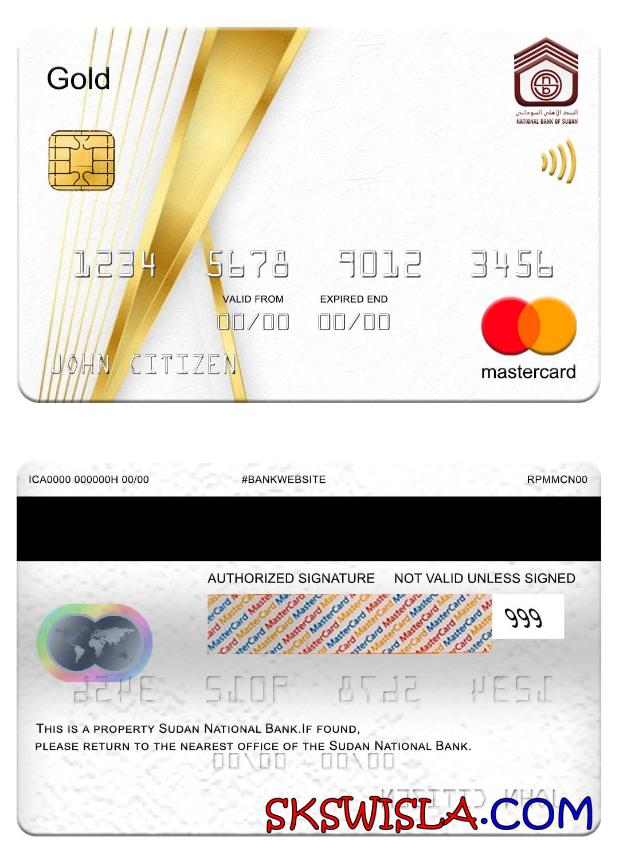 Gold
البنك الأهلي السوداني
NATIONAL BANK OF SUDAN
1234 5678 9012 3456
VALID FROM EXPIRED END
00/00 00/00
JOHN CITIZEN
mastercard
ICA0000 000000H 00/00 #BANKWEBSITE RPMMCN00
AUTHORIZED SIGNATURE NOT VALID UNLESS SIGNED
MasterCard MasterCard MasterCard
999
THIS IS A PROPERTY SUDAN NATIONAL BANK.IF FOUND,
PLEASE RETURN TO THE NEAREST OFFICE OF THE SUDAN NATIONAL BANK.
SKSWISLA.COM